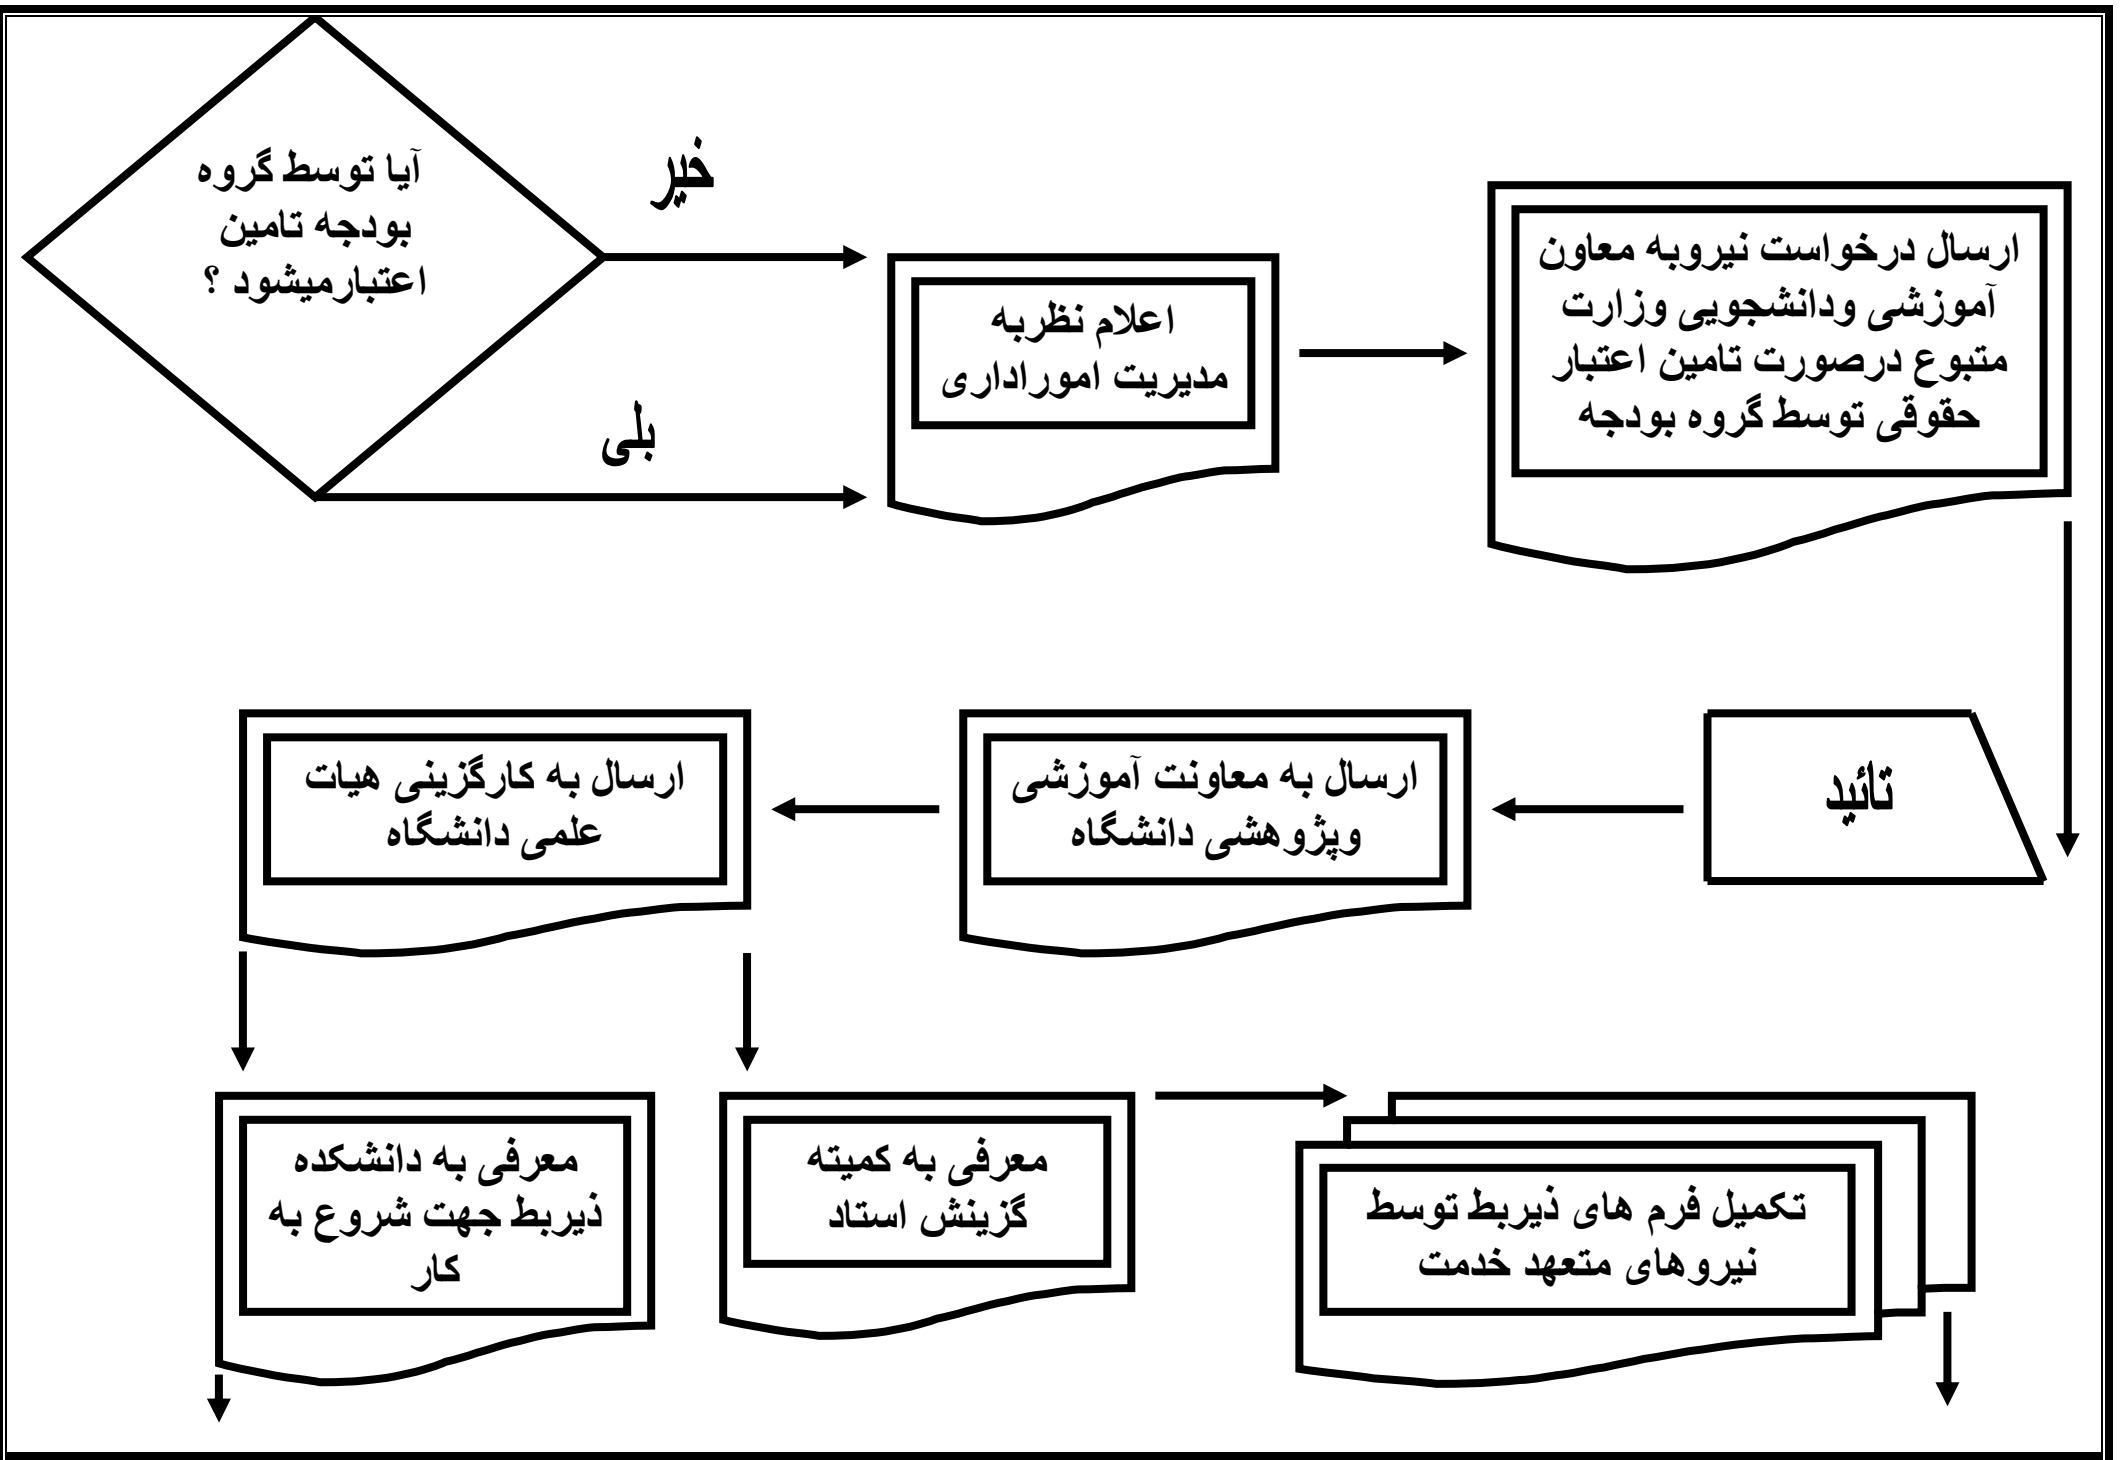 آیا توسط گروه
بودجه تامین
اعتبارمیشود ؟
خیر
بلی
اعلام نظربه
مدیریت اموراداری
ارسال درخواست نیروبه معاون
آموزشی ودانشجویی وزارت
متبوع درصورت تامین اعتبار
حقوقی توسط گروه بودجه
تائید
ارسال به معاونت آموزشی
وپژوهشی دانشگاه
ارسال به کارگزینی هیات
علمی دانشگاه
معرفی به دانشکده
ذیربط جهت شروع به
کار
معرفی به کمیته
گزینش استاد
تکمیل فرم های ذیربط توسط
نیروهای متعهد خدمت